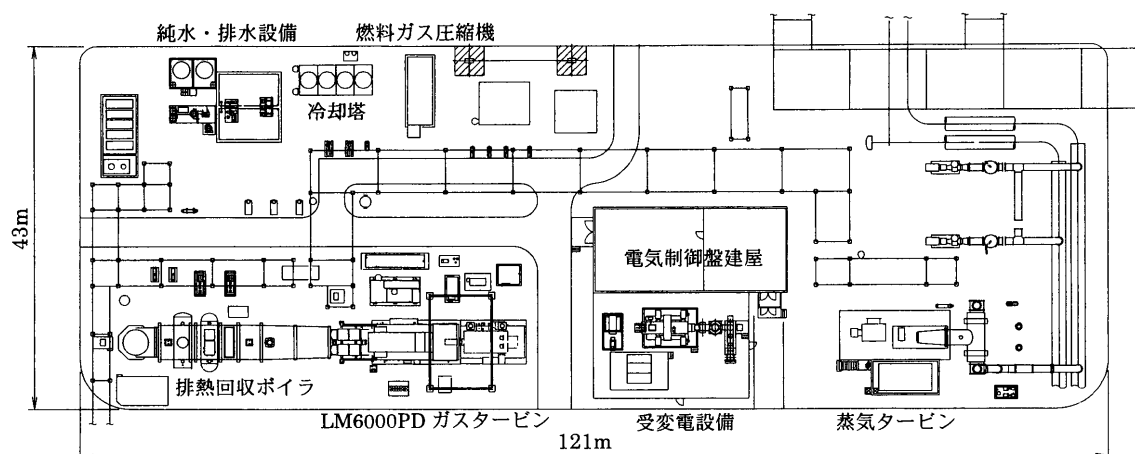 純水・排水設備
燃料ガス圧縮機
冷却塔
43m
電気制御盤建屋
排熱回収ボイラ
LM6000PD ガスタービン
受変電設備
蒸気タービン
121m